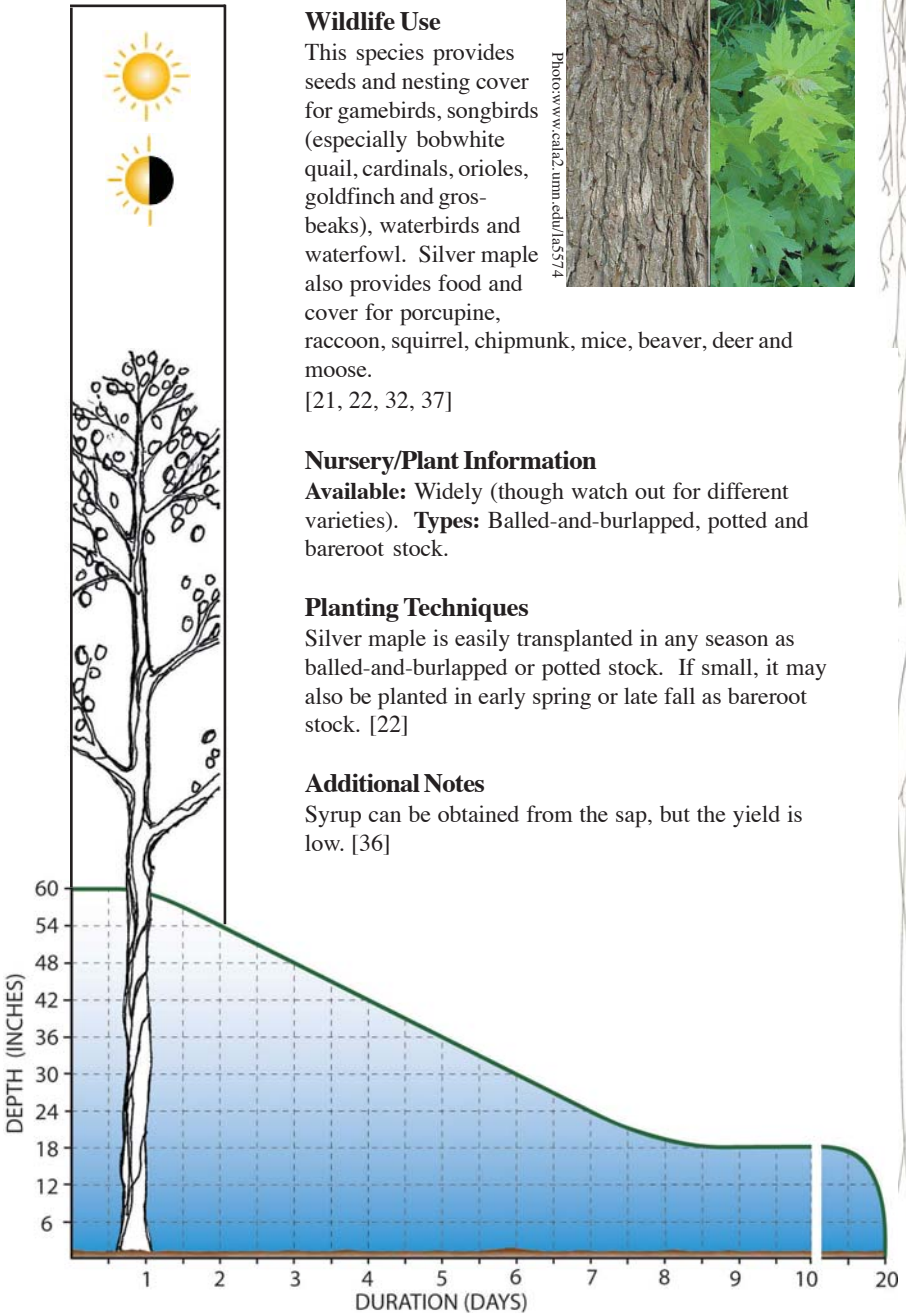 Wildlife Use
This species provides
seeds and nesting cover
for gamebirds, songbirds
(especially bobwhite
quail, cardinals, orioles,
goldfinch and gros-
beaks), waterbirds and
waterfowl. Silver maple
also provides food and
cover for porcupine,
raccoon, squirrel, chipmunk, mice, beaver, deer and
moose.
[21, 22, 32, 37]
Photo:www.cala2.umn.edu/la5574
Nursery/Plant Information
Available: Widely (though watch out for different
varieties). Types: Balled-and-burlapped, potted and
bareroot stock.
Planting Techniques
Silver maple is easily transplanted in any season as
balled-and-burlapped or potted stock. If small, it may
also be planted in early spring or late fall as bareroot
stock. [22]
Additional Notes
Syrup can be obtained from the sap, but the yield is
low. [36]
DEPTH (INCHES)
60
54
48
42
36
30
24
18
12
6
1 2 3 4 5 6 7 8 9 10 20
DURATION (DAYS)